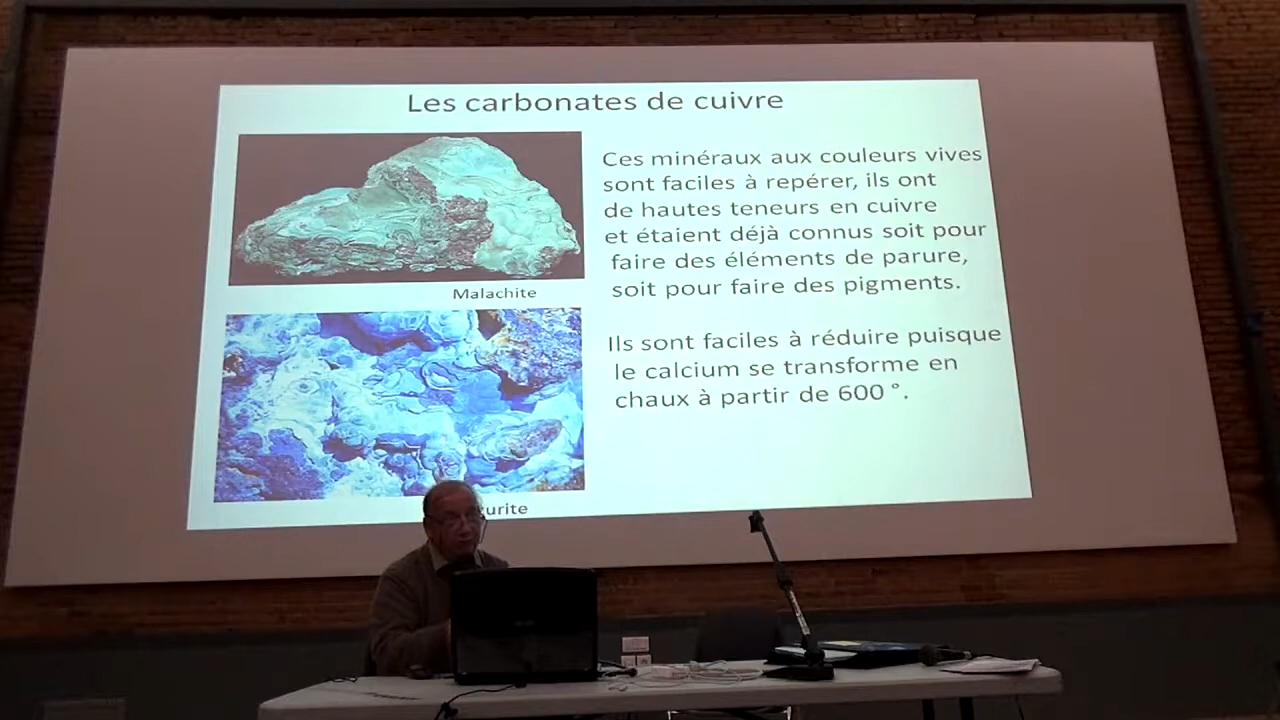 Les carbonates de cuivre
Ces minéraux aux couleurs vives
sont faciles à repérer, ils ont
de hautes teneurs en cuivre
et étaient déjà connus soit pour
faire des éléments de parure,
soit pour faire des pigments.
Malachite
Ils sont faciles à réduire puisque
le calcium se transforme en
chaux à partir de 600 °.
urite